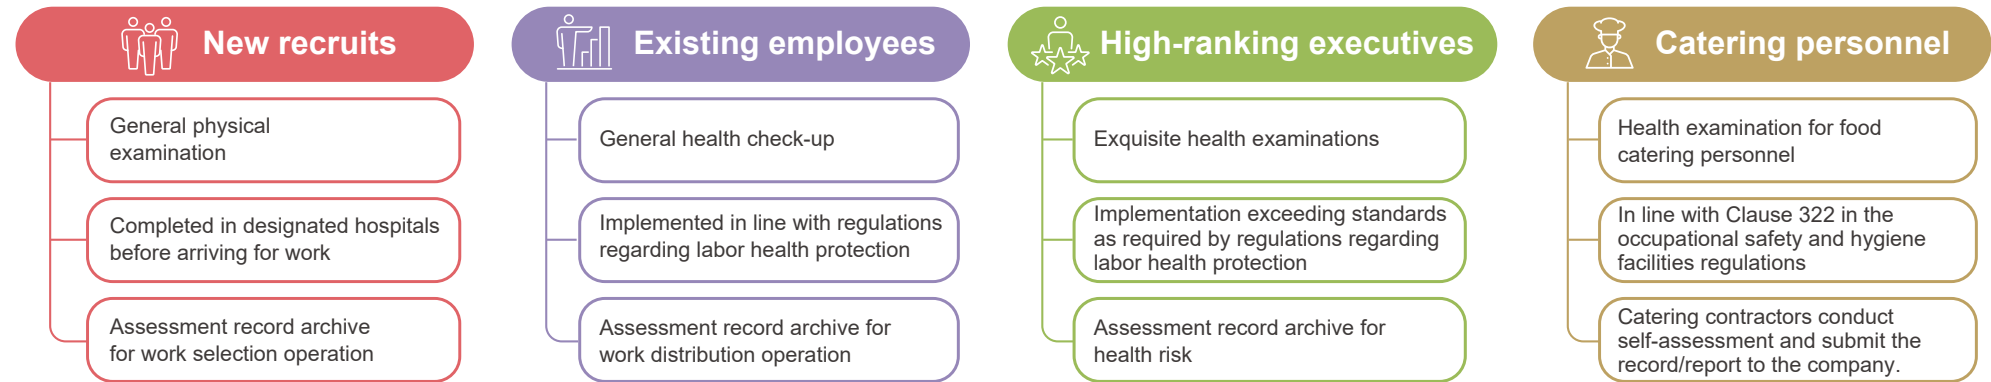 New recruits
General physical
examination
Completed in designated hospitals
before arriving for work
Assessment record archive
for work selection operation
Existing employees
General health check-up
Implemented in line with regulations
regarding labor health protection
Assessment record archive for
work distribution operation
High-ranking executives
Exquisite health examinations
Implementation exceeding standards
as required by regulations regarding
labor health protection
Assessment record archive for
health risk
Catering personnel
Health examination for food
catering personnel
In line with Clause 322 in the
occupational safety and hygiene
facilities regulations
Catering contractors conduct
self-assessment and submit the
record/report to the company.